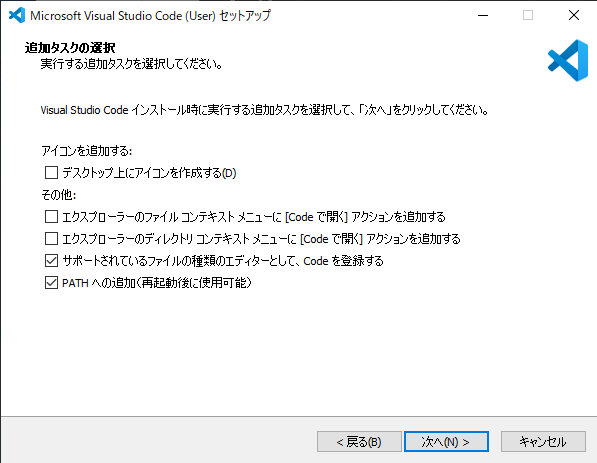 Microsoft Visual Studio Code (User) セットアップ
追加タスクの選択
実行する追加タスクを選択してください。
Visual Studio Code インストール時に実行する追加タスクを選択して、「次へ」をクリックしてください。
アイコンを追加する:
デスクトップ上にアイコンを作成する(D)
その他:
エクスプローラーのファイル コンテキスト メニューに [Code で開く] アクションを追加する
エクスプローラーのディレクトリ コンテキスト メニューに [Code で開く] アクションを追加する
サポートされているファイルの種類のエディターとして、Code を登録する
PATH への追加（再起動後に使用可能）
< 戻る(B) 次へ(N) > キャンセル